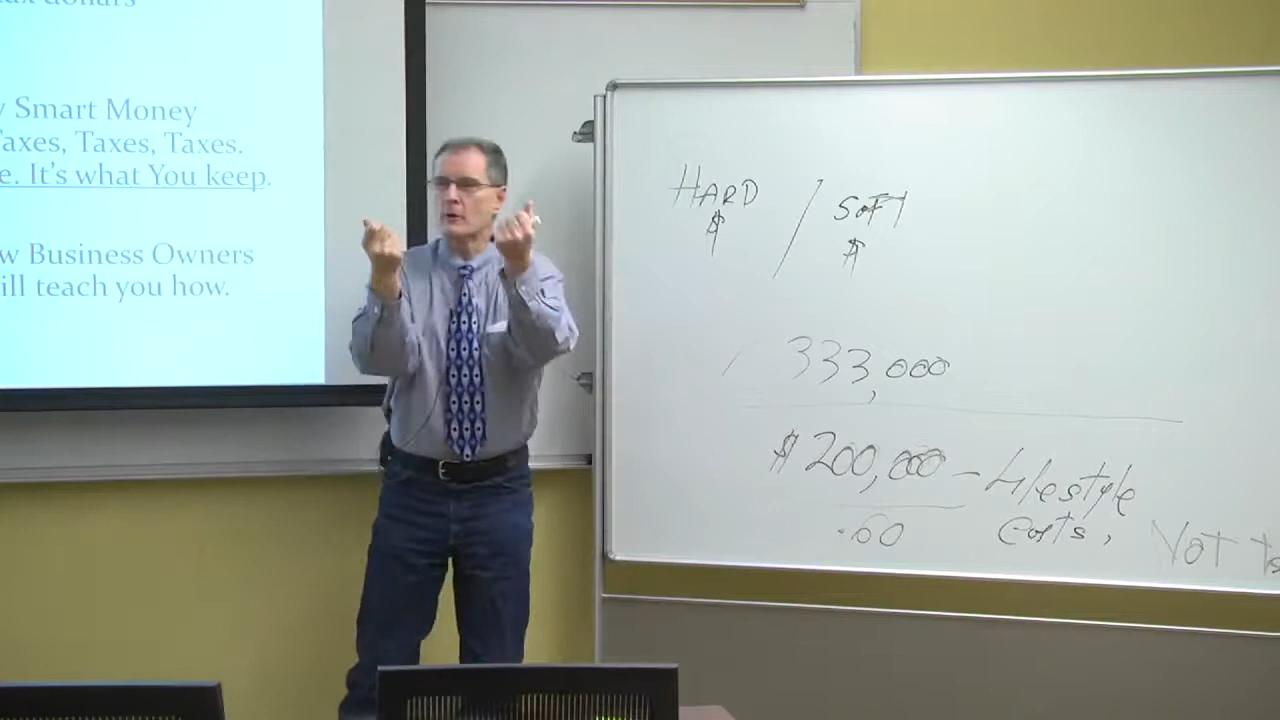 Smart Money
Taxes, Taxes, Taxes.
e. It's what You keep.
w Business Owners
ill teach you how.
HARD / SOFT
$ $
333,000
$200,000 - Lifestyle
.60 Costs,
Not